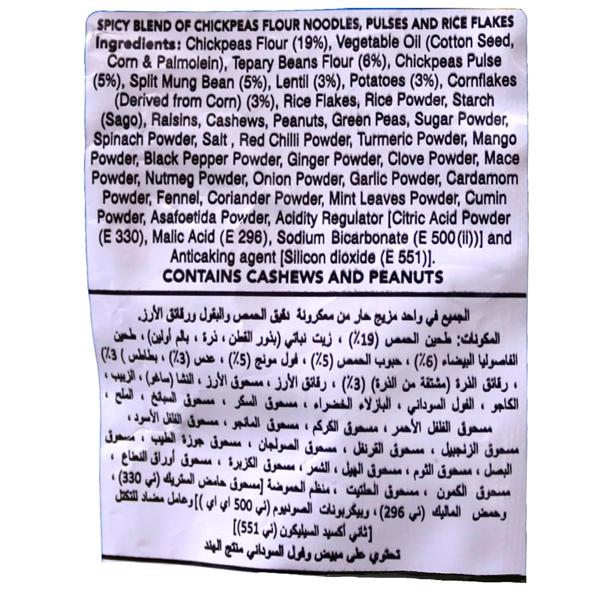 SPICY BLEND OF CHICKPEAS FLOUR NOODLES, PULSES AND RICE FLAKES
Ingredients: Chickpeas Flour (19%), Vegetable Oil (Cotton Seed,
Corn & Palmolein), Tepary Beans Flour (6%), Chickpeas Pulse
(5%), Split Mung Bean (5%), Lentil (3%), Potatoes (3%), Cornflakes
(Derived from Corn) (3%), Rice Flakes, Rice Powder, Starch
(Sago), Raisins, Cashews, Peanuts, Green Peas, Sugar Powder,
Spinach Powder, Salt , Red Chilli Powder, Turmeric Powder, Mango
Powder, Black Pepper Powder, Ginger Powder, Clove Powder, Mace
Powder, Nutmeg Powder, Onion Powder, Garlic Powder, Cardamom
Powder, Fennel, Coriander Powder, Mint Leaves Powder, Cumin
Powder, Asafoetida Powder, Acidity Regulator [Citric Acid Powder
(E 330), Malic Acid (E 296), Sodium Bicarbonate (E 500(ii))] and
Anticaking agent [Silicon dioxide (E 551)].
CONTAINS CASHEWS AND PEANUTS
الجميع في واحد مزيج حار من معكرونة دقيق الحمص والبقول ورقائق الأرز.
المكونات: طحين الحمص (19٪) ، زيت نباتي (بذور القطن ، ذرة ، بالم أولين) ، طحين
الفاصوليا البيضاء (6٪) ، حبوب الحمص (5٪) ، فول مونج (5٪) ، عدس (3٪) ، بطاطس ) 3٪)
، رقائق الذرة (مشتقة من الذرة) (3٪) ، رقائق الأرز ، مسحوق الأرز ، النشا (ساغو) ، الزبيب ،
الكاجو ، الفول السوداني ، البازلاء الخضراء ، مسحوق السكر ، مسحوق السبانخ ، الملح ،
مسحوق الفلفل الأحمر ، مسحوق الكركم ، مسحوق المانجو ، مسحوق الفلفل الأسود ،
مسحوق الزنجبيل ، مسحوق القرنفل ، مسحوق الصولجان ، مسحوق جوزة الطيب ، مسحوق
البصل ، مسحوق الثوم ، مسحوق الهيل ، الشمر ، مسحوق الكزبرة ، مسحوق أوراق النعناع ،
مسحوق الكمون ، مسحوق الحلتيت ، منظم الحموضة [مسحوق حامض الستريك (ئي 330) ،
وحمض الماليك (ئي 296) ، وبيكربونات الصوديوم (ئي 500 اي اي )] وعامل مضاد للتكتل
[ثاني أكسيد السيليكون (ئي 551)]
تحتوي على مبيض وفول السوداني منتج الهند